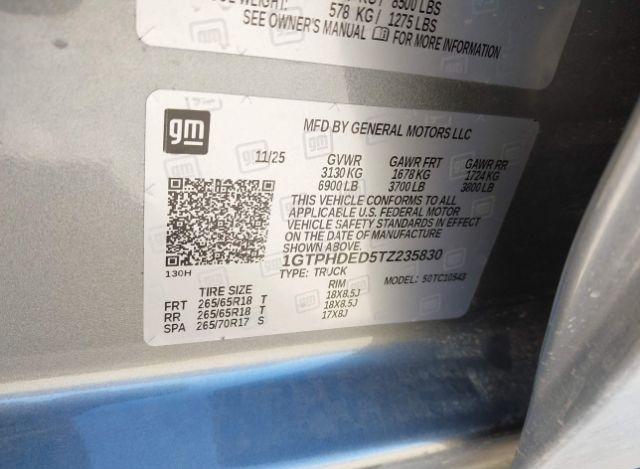 8500 LBS
578 KG / 1275 LBS
SEE OWNER'S MANUAL FOR MORE INFORMATION
gm
MFD BY GENERAL MOTORS LLC
11/25 GVWR GAWR FRT GAWR RR
3130 KG 1678 KG 1724 KG
6900 LB 3700 LB 3800 LB
THIS VEHICLE CONFORMS TO ALL
APPLICABLE U.S. FEDERAL MOTOR
VEHICLE SAFETY STANDARDS IN EFFECT
ON THE DATE OF MANUFACTURE
SHOWN ABOVE.
1GTPHDED5TZ235830
130H
TYPE: TRUCK MODEL: 50TC10543
TIRE SIZE RIM
FRT 265/65R18 T 18X8.5J
RR 265/65R18 T 18X8.5J
SPA 265/70R17 S 17X8J